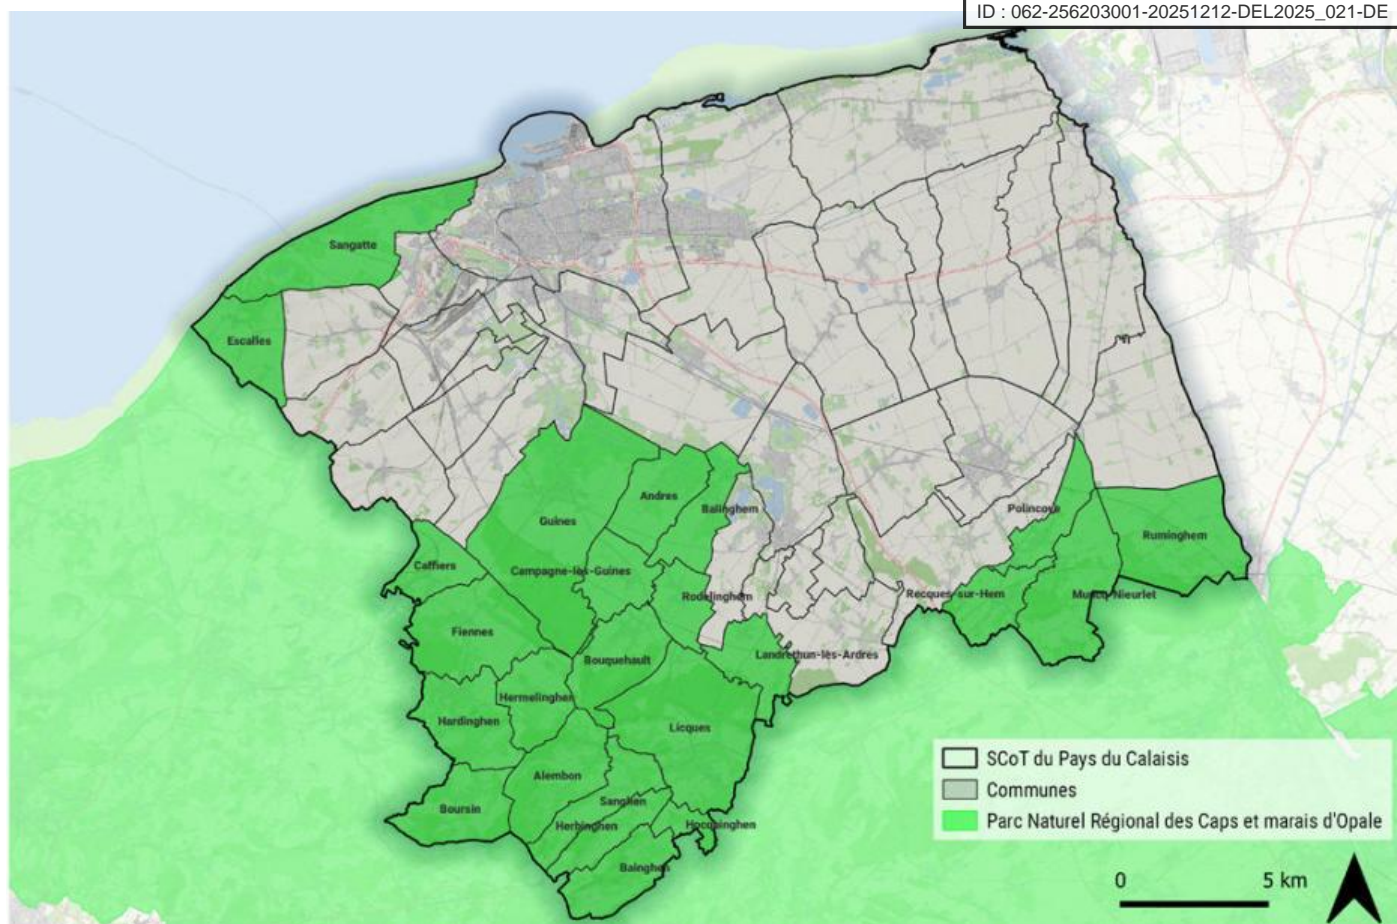 ID : 062-256203001-20251212-DEL2025_021-DE
Sangatte
Escalles
Andres
Balinghem
Guines
Polincove
Ruminghem
Caffiers
Campagne-lès-Guines
Rodelinghem
Recques-sur-Hem
Muncq-Nieurlet
Fiennes
Landrethun-lès-Ardres
Bouquehault
Hermelinghen
Hardinghen
Licques
Alembon
Sanghen
Boursin
Herbinghen
Hocquinghen
Bainghen
SCoT du Pays du Calaisis
Communes
Parc Naturel Régional des Caps et marais d'Opale
0 5 km